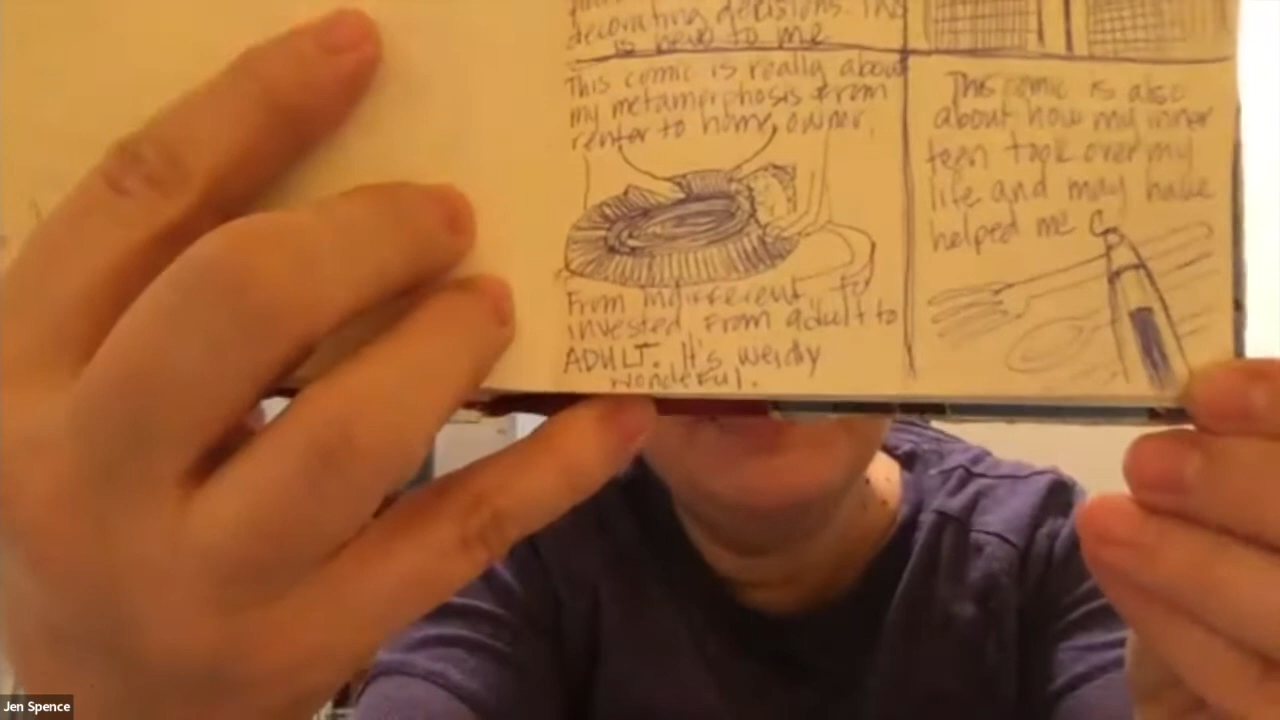 decorating decisions. This
is new to me
This comic is really about
my metamorphosis from
renter to home owner.
From indifferent to
invested. From adult to
ADULT. It's weirdly
wonderful.
This comic is also
about how my inner
teen took over my
life and may have
helped me
Jen Spence